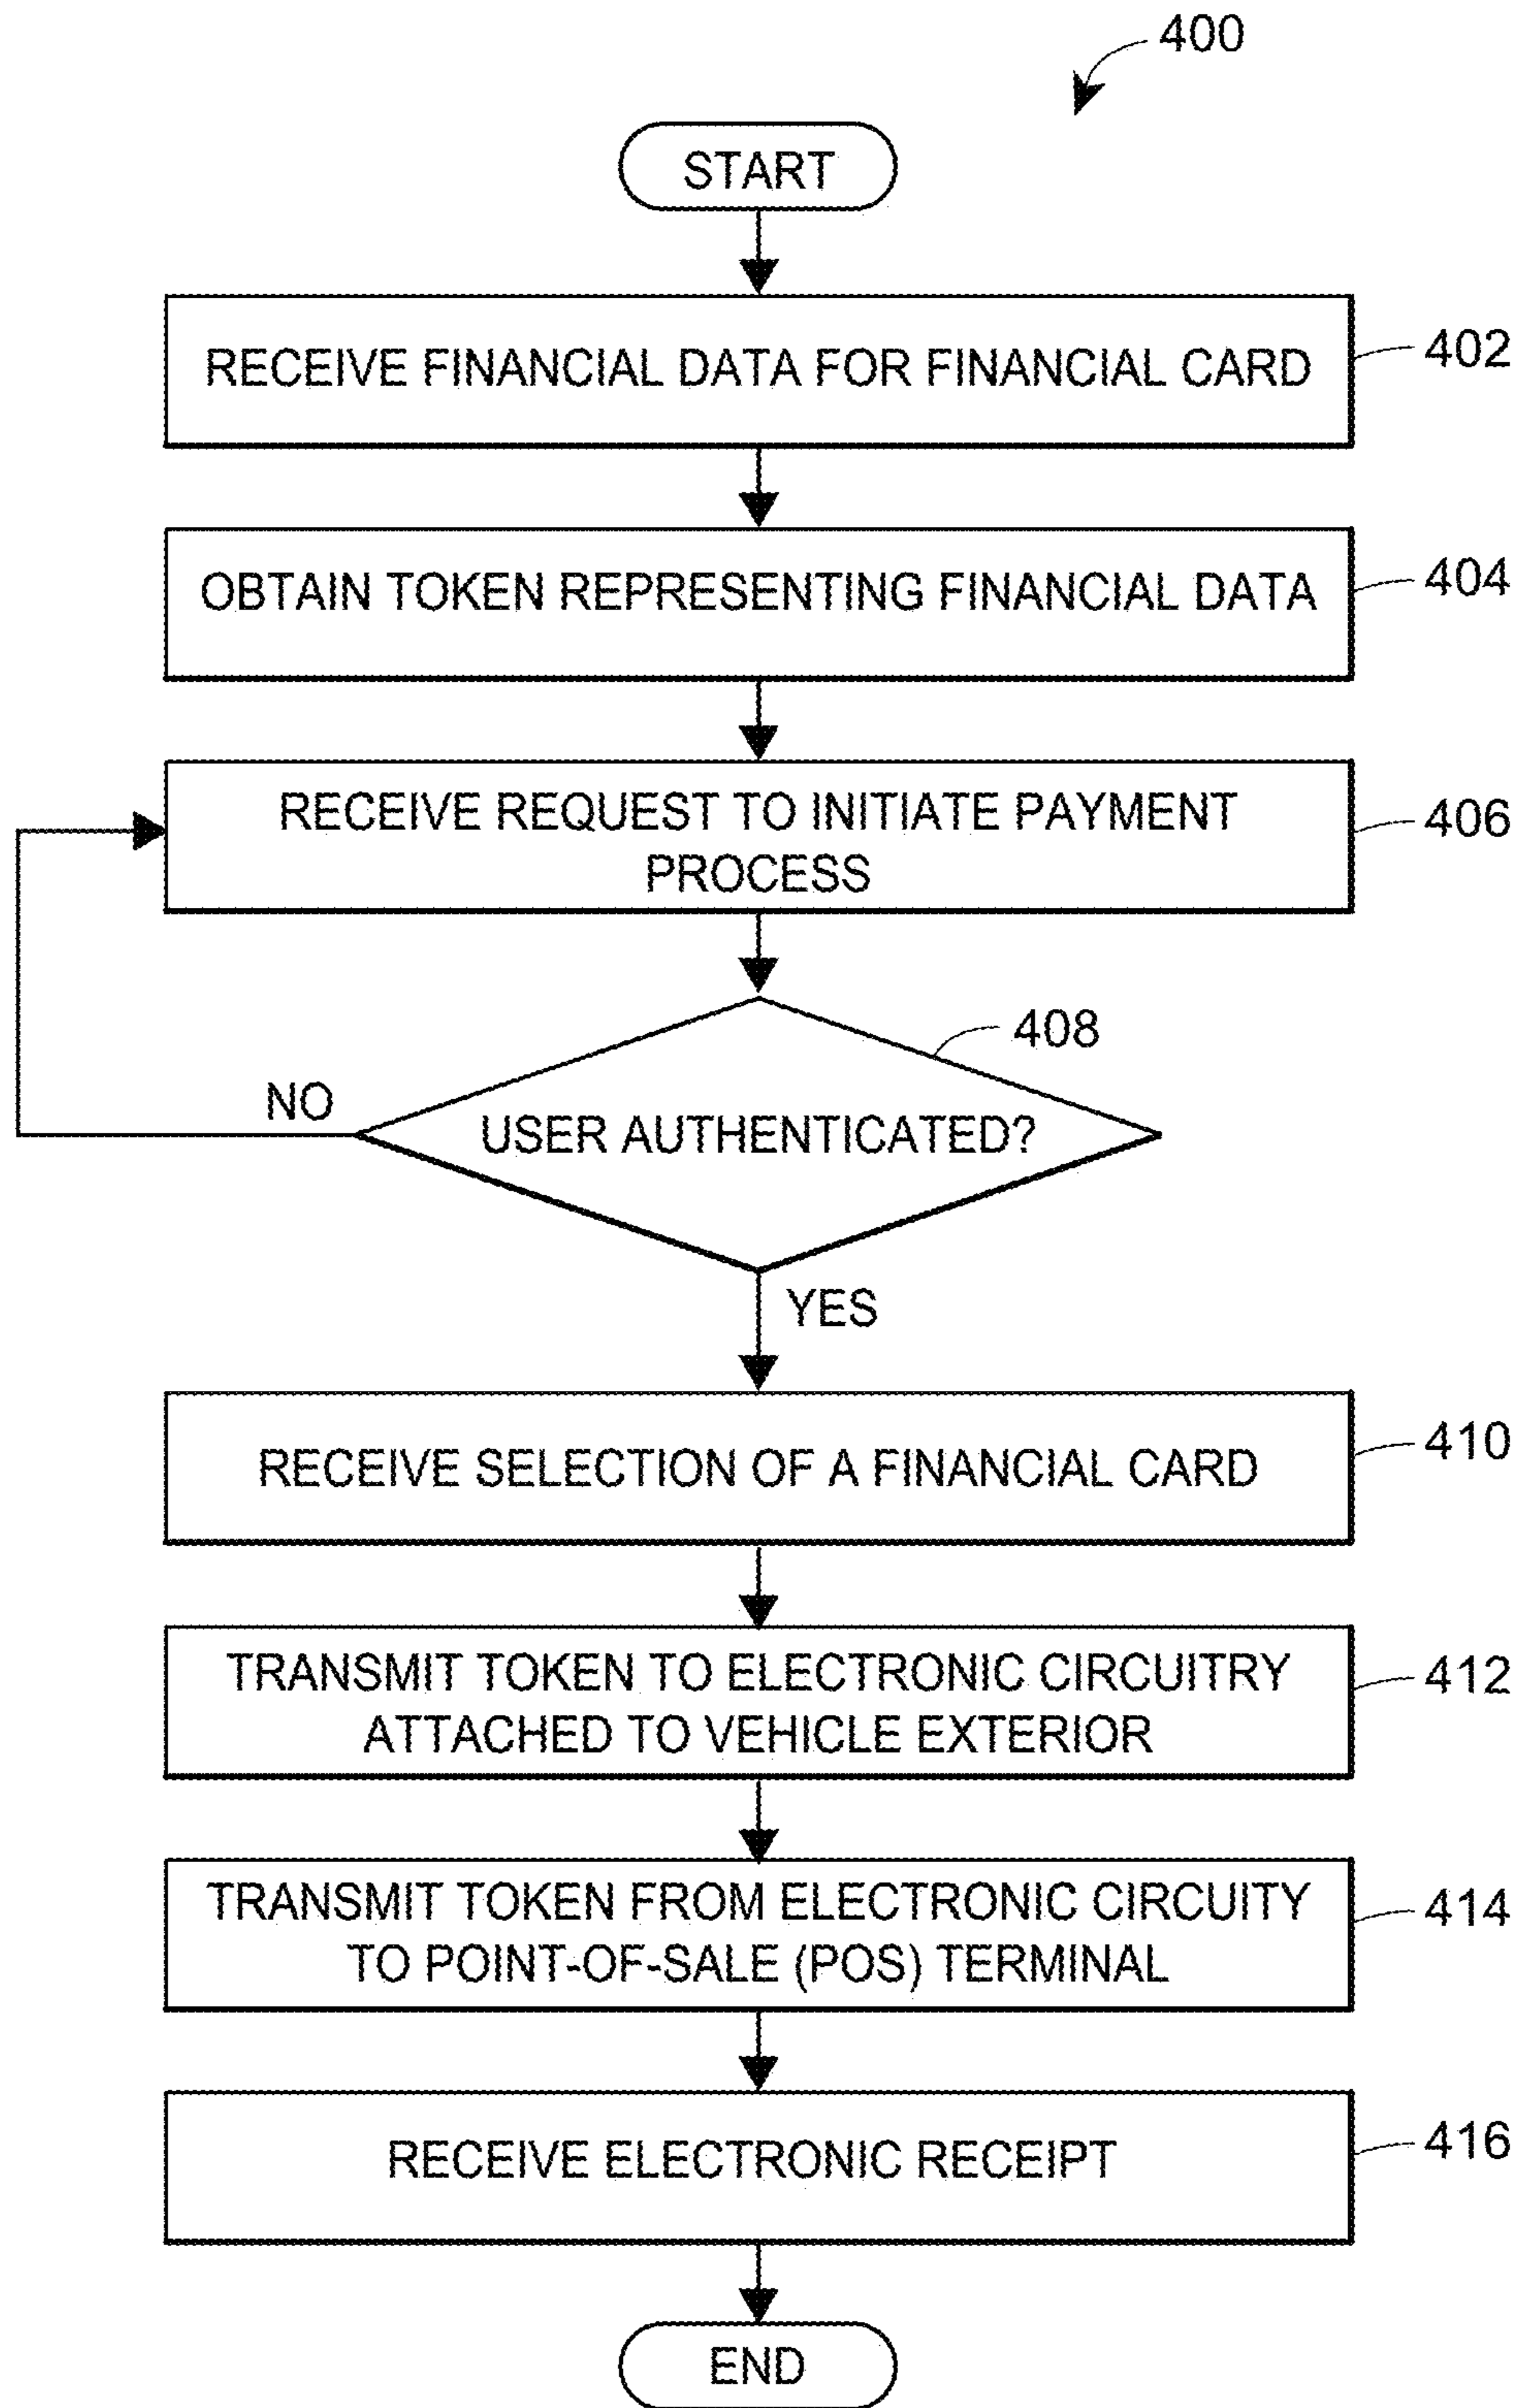 400
START
RECEIVE FINANCIAL DATA FOR FINANCIAL CARD
402
OBTAIN TOKEN REPRESENTING FINANCIAL DATA
404
RECEIVE REQUEST TO INITIATE PAYMENT
PROCESS
406
408
NO
USER AUTHENTICATED?
YES
RECEIVE SELECTION OF A FINANCIAL CARD
410
TRANSMIT TOKEN TO ELECTRONIC CIRCUITRY
ATTACHED TO VEHICLE EXTERIOR
412
TRANSMIT TOKEN FROM ELECTRONIC CIRCUITY
TO POINT-OF-SALE (POS) TERMINAL
414
RECEIVE ELECTRONIC RECEIPT
416
END